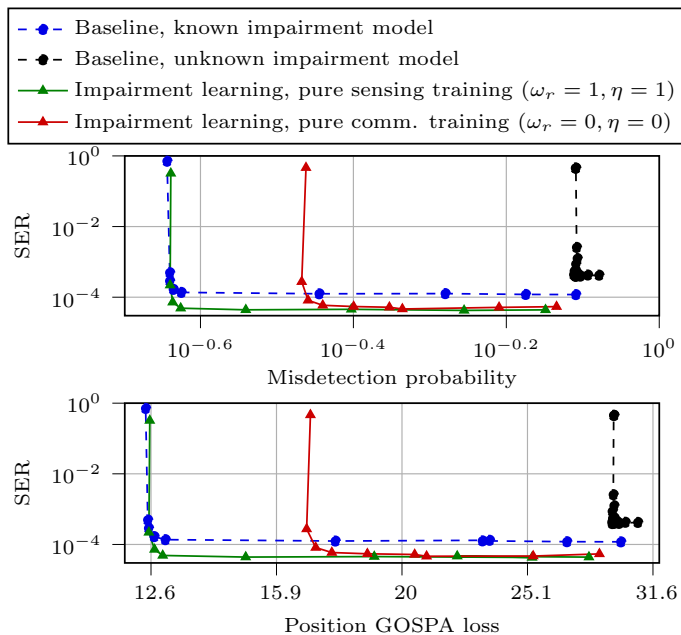 Baseline, known impairment model
Baseline, unknown impairment model
Impairment learning, pure sensing training (ω_r = 1, η = 1)
Impairment learning, pure comm. training (ω_r = 0, η = 0)
10^0
10^−2
10^−4
SER
10^−0.6 10^−0.4 10^−0.2 10^0
Misdetection probability
10^0
10^−2
10^−4
SER
12.6 15.9 20 25.1 31.6
Position GOSPA loss